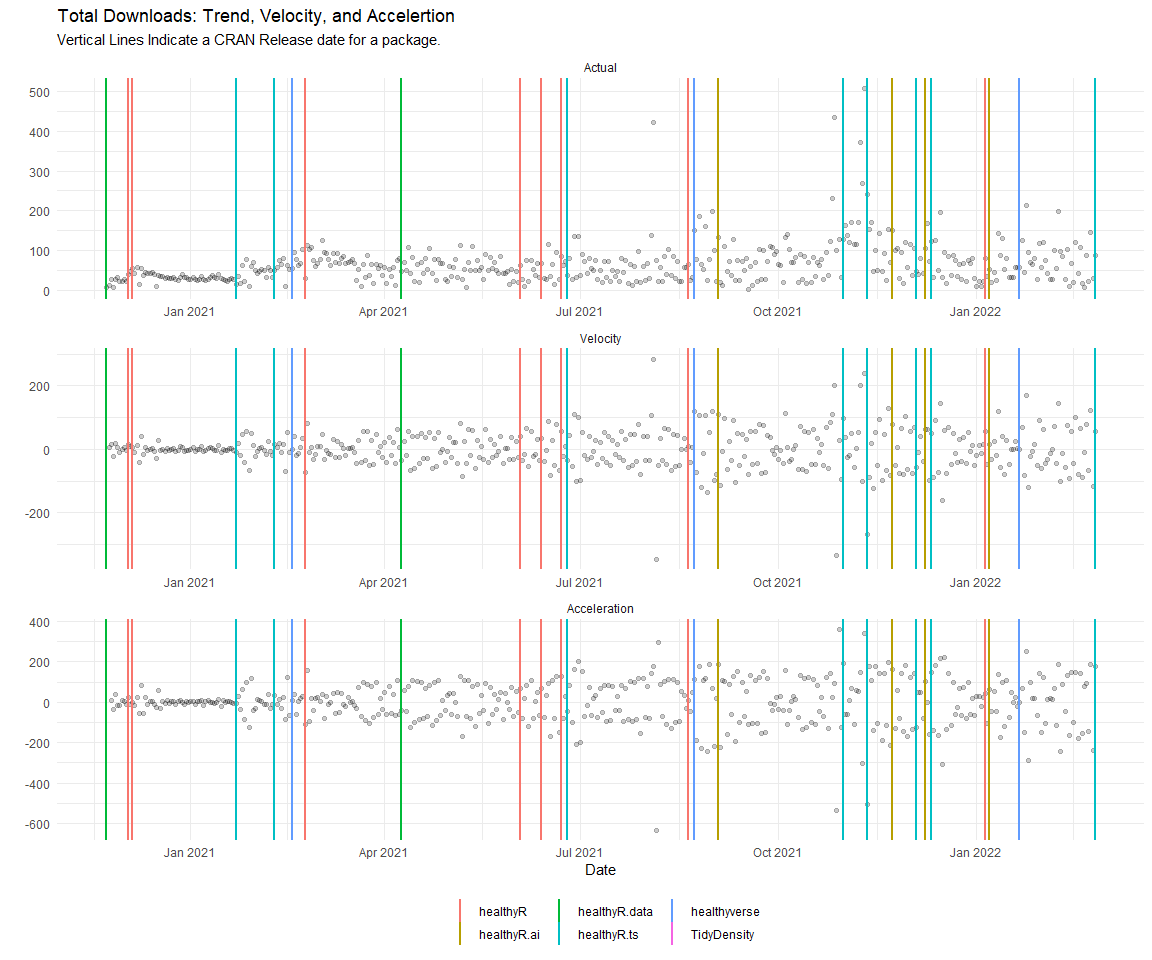 Total Downloads: Trend, Velocity, and Accelertion
Vertical Lines Indicate a CRAN Release date for a package.
Actual
500
400
300
200
100
0
Jan 2021 Apr 2021 Jul 2021 Oct 2021 Jan 2022
Velocity
200
0
-200
Jan 2021 Apr 2021 Jul 2021 Oct 2021 Jan 2022
Acceleration
400
200
0
-200
-400
-600
Jan 2021 Apr 2021 Jul 2021 Oct 2021 Jan 2022
Date
healthyR healthyR.data healthyverse
healthyR.ai healthyR.ts TidyDensity